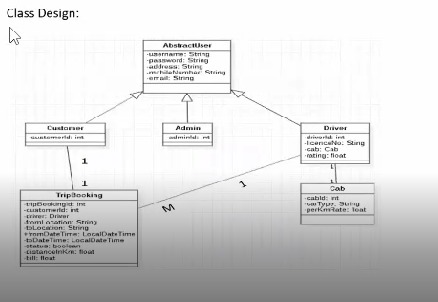 Class Design:
AbstractUser
-username: String
-password: String
-address: String
-mobileNumber: String
-email: String
Customer
-customerId: int
Admin
-adminId: int
Driver
-driverId: int
-licenceNo: String
-cab: Cab
-rating: float
1
1
1
M
TripBooking
-tripBookingId: int
-customerId: int
-driver: Driver
-fromLocation: String
-toLocation: String
+fromDateTime: LocalDateTime
-toDateTime: LocalDateTime
-status: boolean
-distanceInKm: float
-bill: float
Cab
-cabId: int
-carType: String
-perKmRate: float